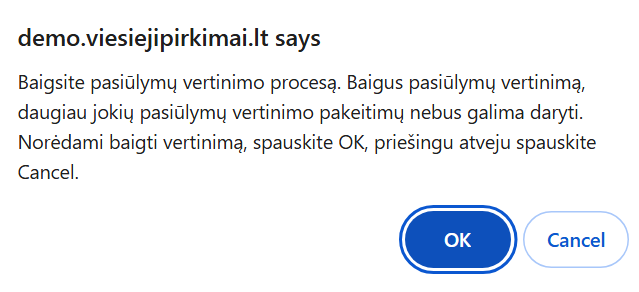 demo.viesiejipirkimai.lt says
Baigsite pasiūlymų vertinimo procesą. Baigus pasiūlymų vertinimą,
daugiau jokių pasiūlymų vertinimo pakeitimų nebus galima daryti.
Norėdami baigti vertinimą, spauskite OK, priešingu atveju spauskite
Cancel.
OK
Cancel